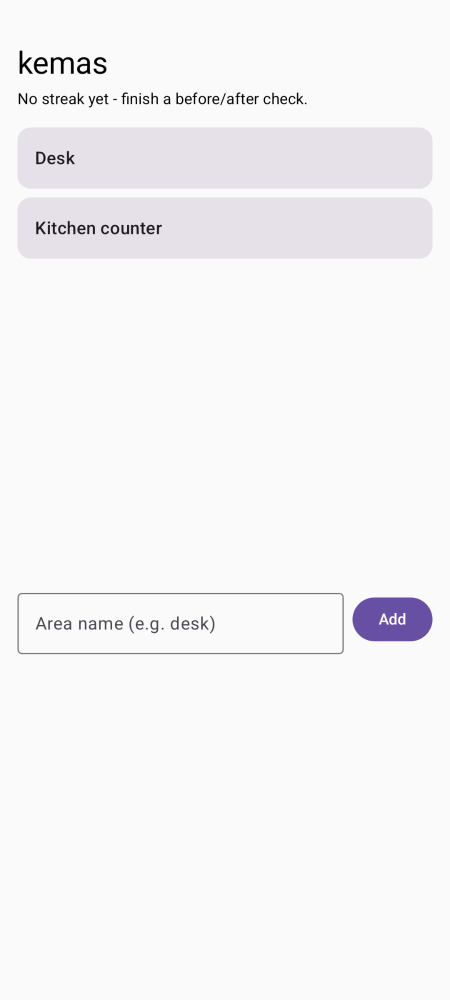 kemas
No streak yet - finish a before/after check.
Desk
Kitchen counter
Area name (e.g. desk)
Add